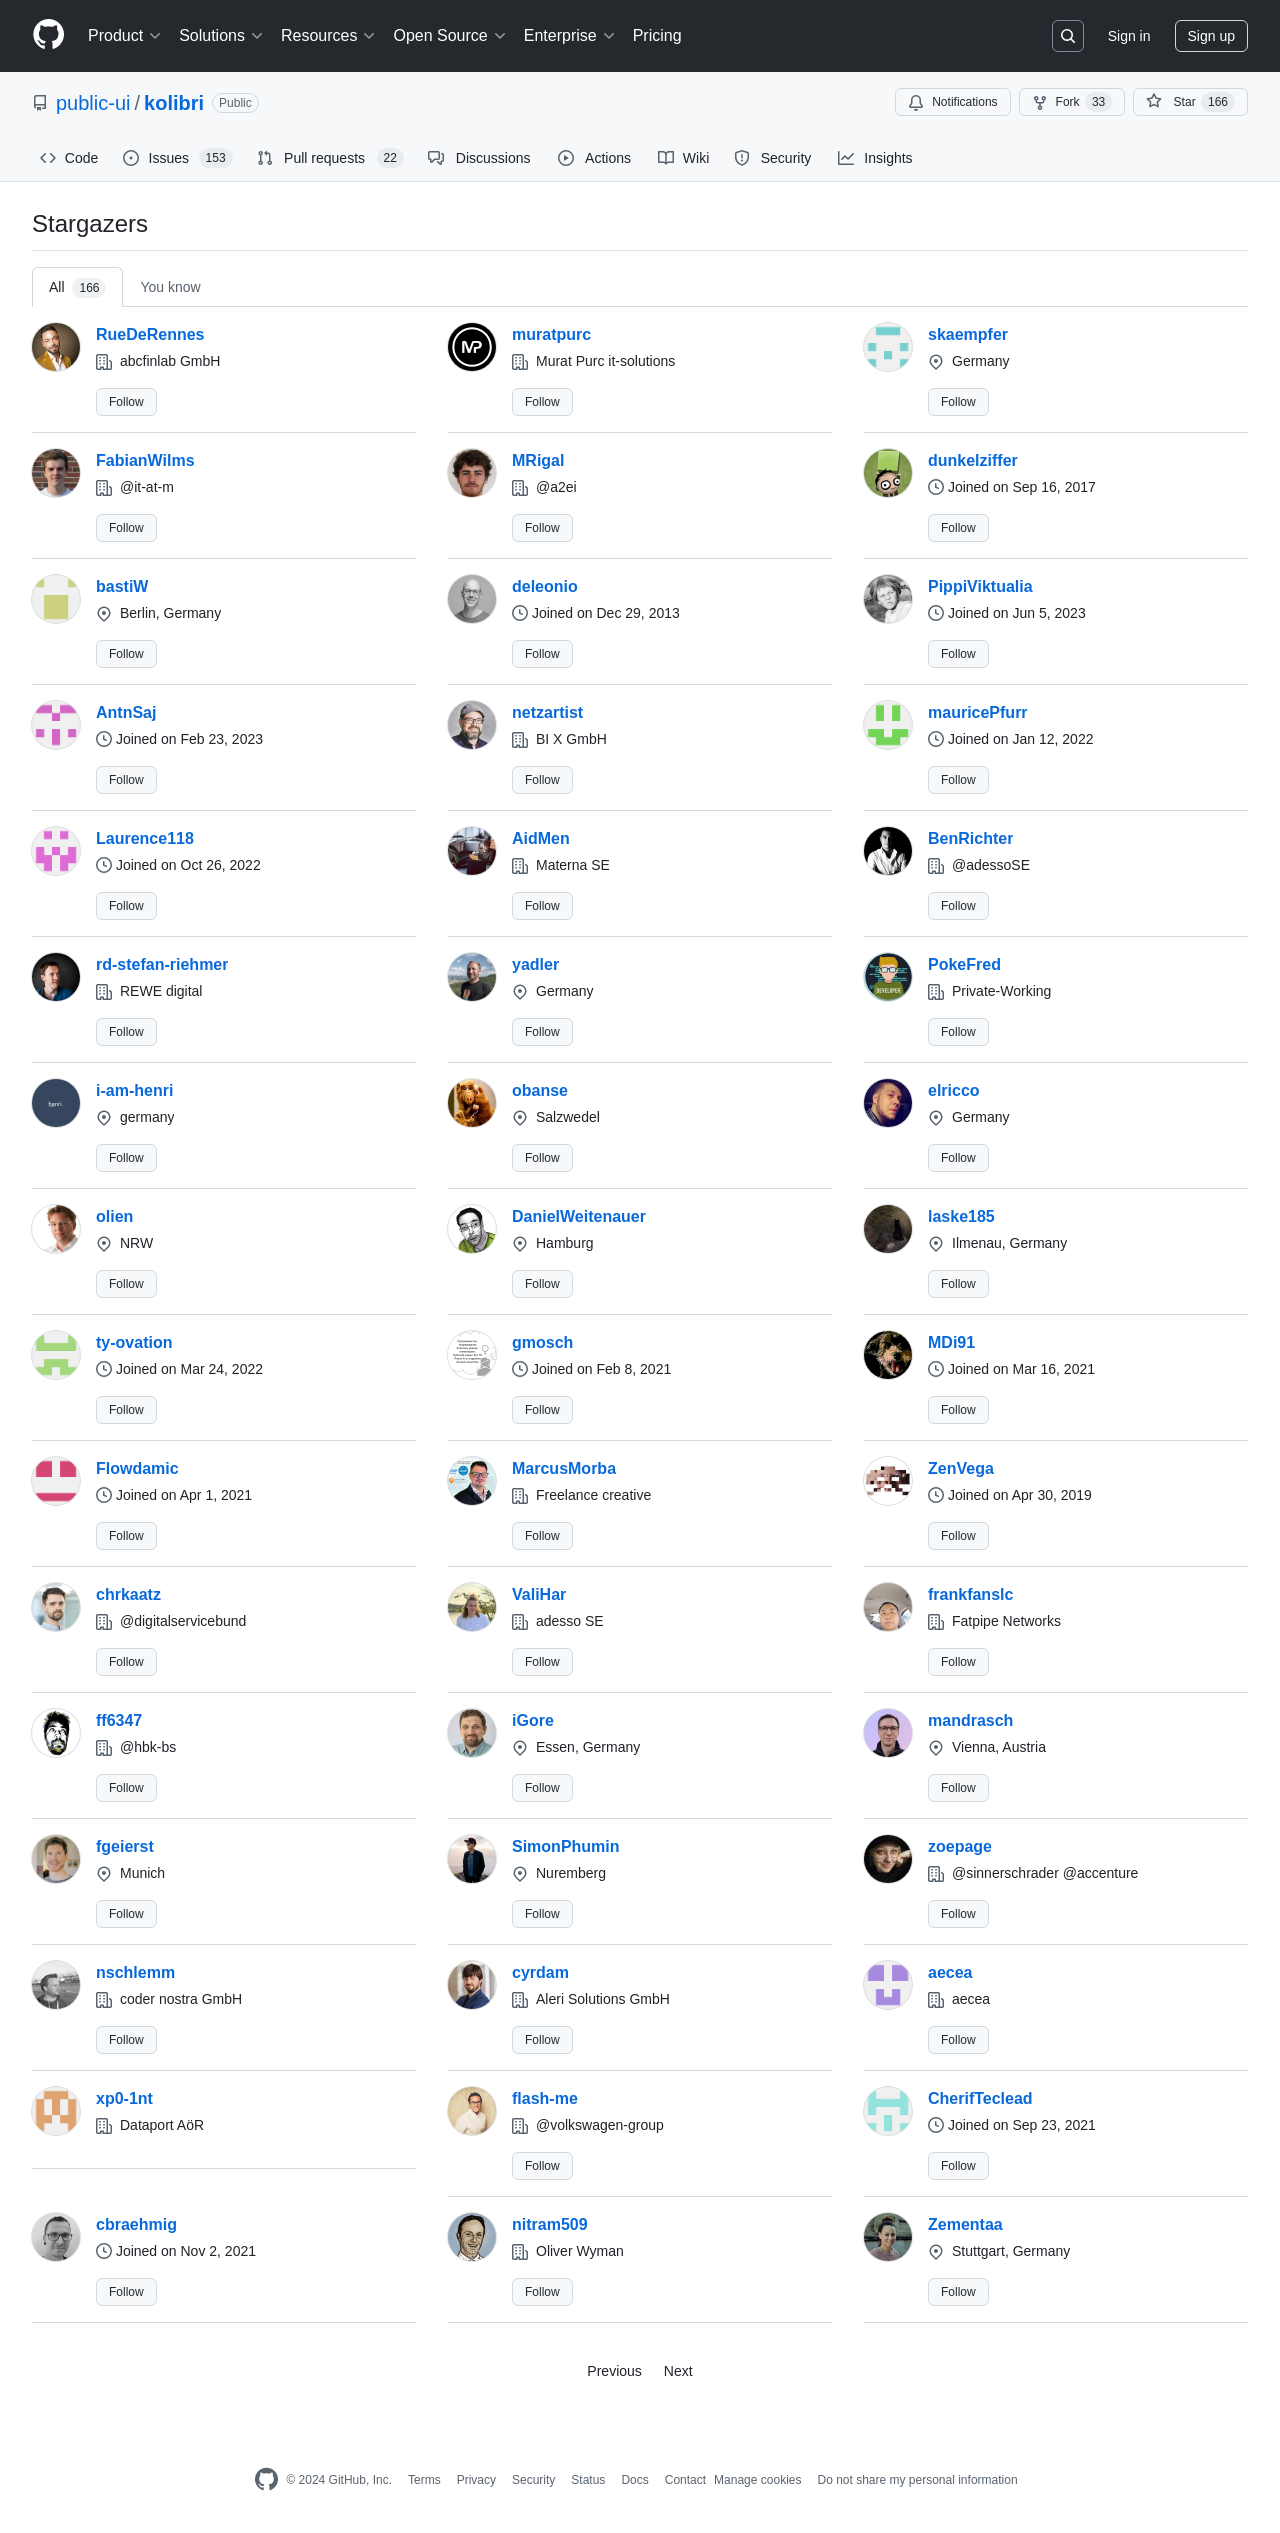 Product Solutions Resources Open Source Enterprise Pricing Sign in Sign up
public-ui / kolibri Public Notifications Fork 33 Star 166
Code Issues 153 Pull requests 22 Discussions Actions Wiki Security Insights
Stargazers
All 166 You know
RueDeRennes
abcfinlab GmbH
Follow
muratpurc
Murat Purc it-solutions
Follow
skaempfer
Germany
Follow
FabianWilms
@it-at-m
Follow
MRigal
@a2ei
Follow
dunkelziffer
Joined on Sep 16, 2017
Follow
bastiW
Berlin, Germany
Follow
deleonio
Joined on Dec 29, 2013
Follow
PippiViktualia
Joined on Jun 5, 2023
Follow
AntnSaj
Joined on Feb 23, 2023
Follow
netzartist
BI X GmbH
Follow
mauricePfurr
Joined on Jan 12, 2022
Follow
Laurence118
Joined on Oct 26, 2022
Follow
AidMen
Materna SE
Follow
BenRichter
@adessoSE
Follow
rd-stefan-riehmer
REWE digital
Follow
yadler
Germany
Follow
PokeFred
Private-Working
Follow
i-am-henri
germany
Follow
obanse
Salzwedel
Follow
elricco
Germany
Follow
olien
NRW
Follow
DanielWeitenauer
Hamburg
Follow
laske185
Ilmenau, Germany
Follow
ty-ovation
Joined on Mar 24, 2022
Follow
gmosch
Joined on Feb 8, 2021
Follow
MDi91
Joined on Mar 16, 2021
Follow
Flowdamic
Joined on Apr 1, 2021
Follow
MarcusMorba
Freelance creative
Follow
ZenVega
Joined on Apr 30, 2019
Follow
chrkaatz
@digitalservicebund
Follow
ValiHar
adesso SE
Follow
frankfanslc
Fatpipe Networks
Follow
ff6347
@hbk-bs
Follow
iGore
Essen, Germany
Follow
mandrasch
Vienna, Austria
Follow
fgeierst
Munich
Follow
SimonPhumin
Nuremberg
Follow
zoepage
@sinnerschrader @accenture
Follow
nschlemm
coder nostra GmbH
Follow
cyrdam
Aleri Solutions GmbH
Follow
aecea
aecea
Follow
xp0-1nt
Dataport AöR
flash-me
@volkswagen-group
Follow
CherifTeclead
Joined on Sep 23, 2021
Follow
cbraehmig
Joined on Nov 2, 2021
Follow
nitram509
Oliver Wyman
Follow
Zementaa
Stuttgart, Germany
Follow
Previous Next
© 2024 GitHub, Inc. Terms Privacy Security Status Docs Contact Manage cookies Do not share my personal information